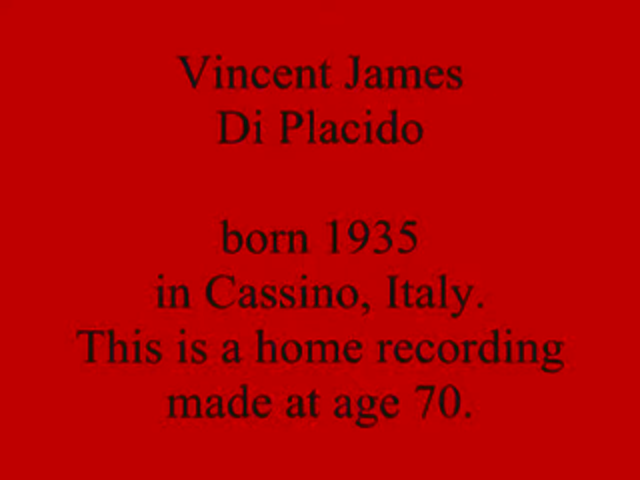 Vincent James
Di Placido
born 1935
in Cassino, Italy.
This is a home recording
made at age 70.